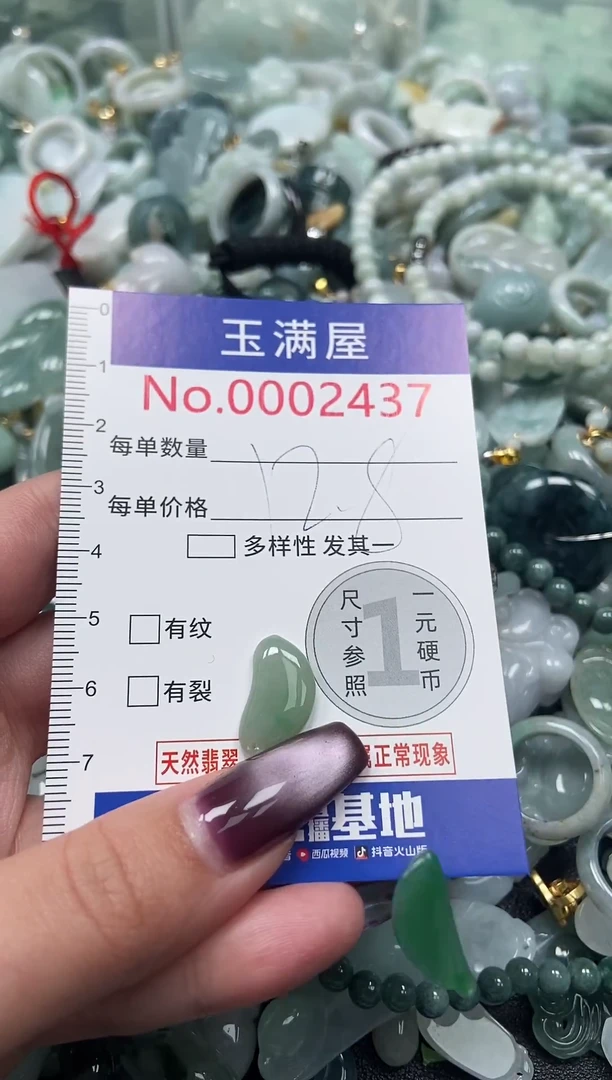 0
玉满屋
1
No.0002437
2
每单数量
12.8
3
每单价格
4
多样性 发其一
尺寸参照
1
一元硬币
5
有纹
6
有裂
7
天然翡翠
属正常现象
播基地
西瓜视频 抖音火山版